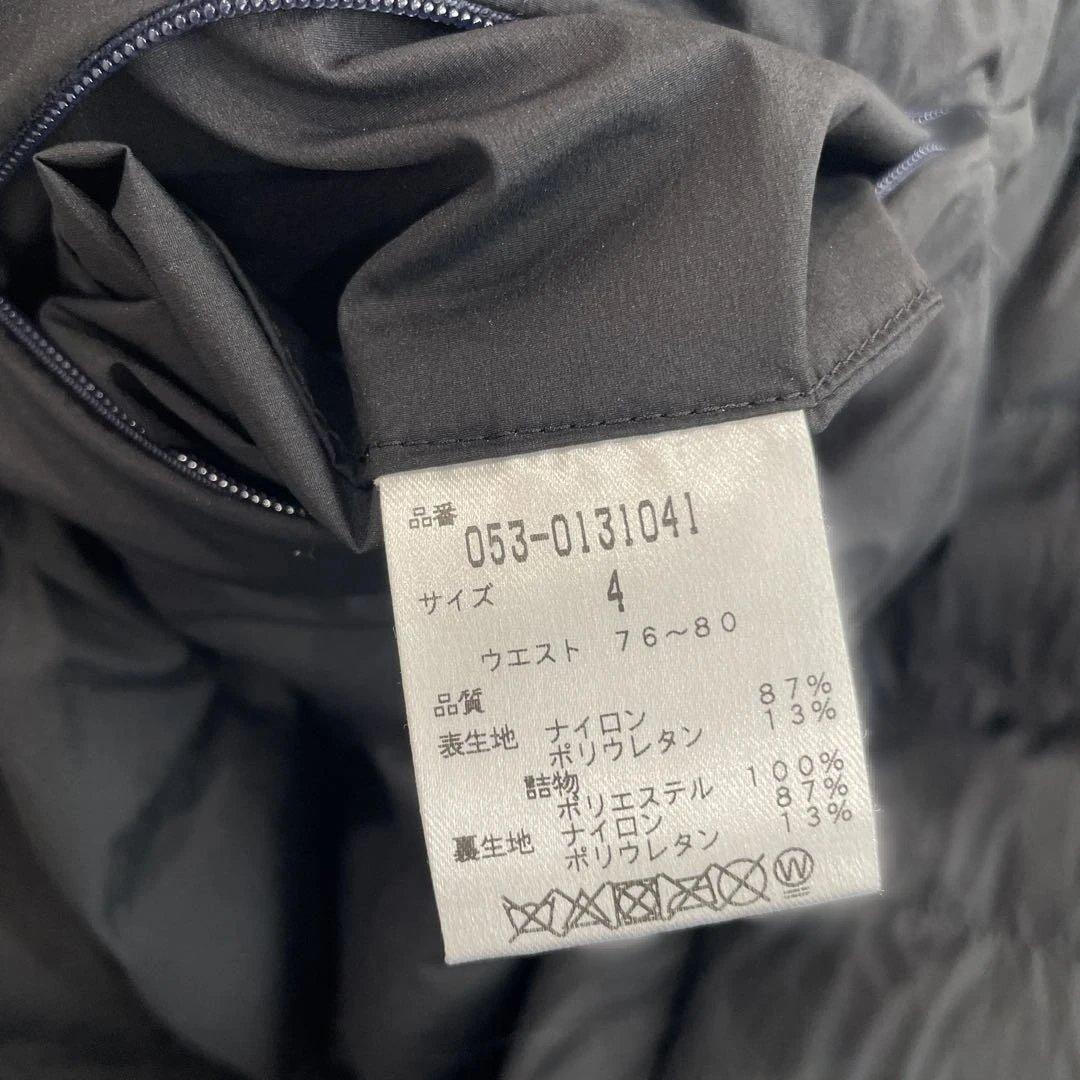 品番 053-0131041
サイズ 4
ウエスト 76～80
品質
表生地 ナイロン 87%
ポリウレタン 13%
詰物
ポリエステル 100%
裏生地 ナイロン 87%
ポリウレタン 13%
W